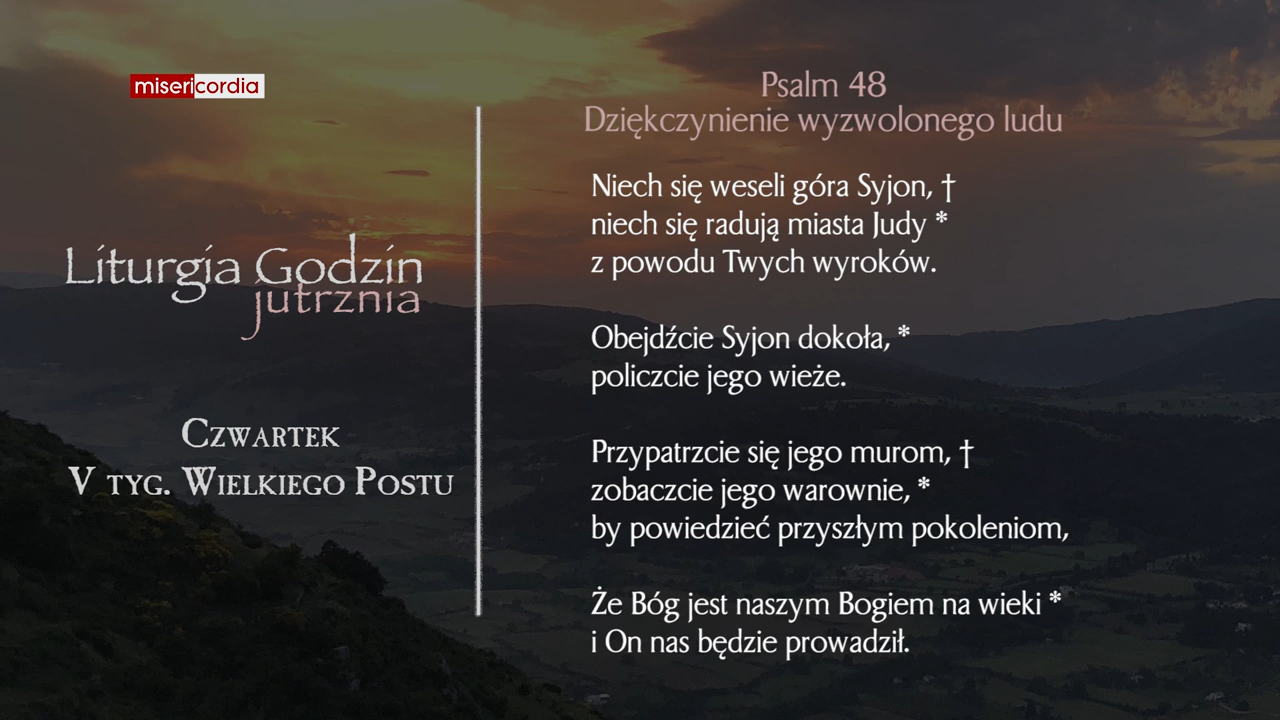 misericordia
Liturgia Godzin
jutrznia
Czwartek
V tyg. Wielkiego Postu
Psalm 48
Dziękczynienie wyzwolonego ludu
Niech się weseli góra Syjon, †
niech się radują miasta Judy *
z powodu Twych wyroków.
Obejdźcie Syjon dokoła, *
policzcie jego wieże.
Przypatrzcie się jego murom, †
zobaczcie jego warownie, *
by powiedzieć przyszłym pokoleniom,
Że Bóg jest naszym Bogiem na wieki *
i On nas będzie prowadził.